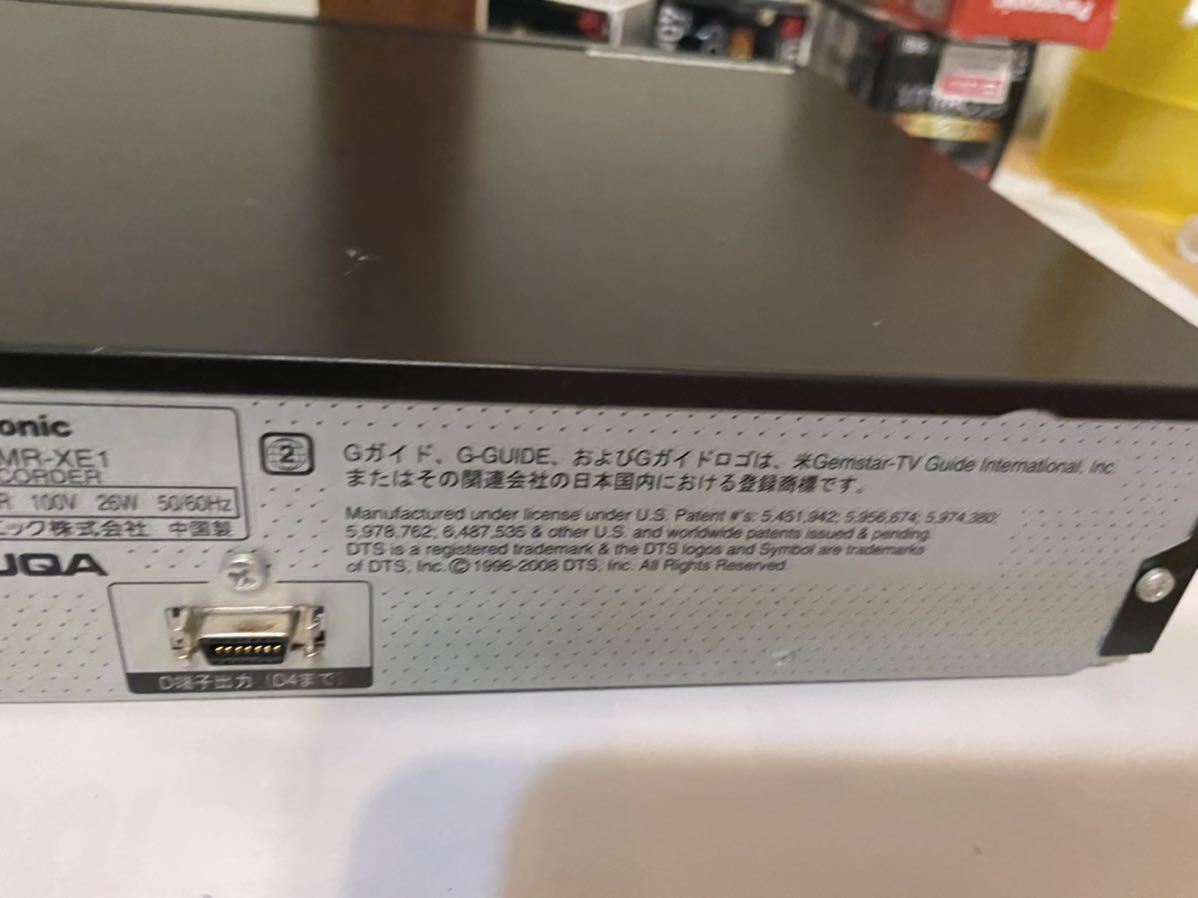 onic
MR-XE1
CORDER
R 100V 26W 50/60Hz
ニック株式会社 中国製
UQA
2
Gガイド、G-GUIDE、およびGガイドロゴは、米Gemstar-TV Guide International, Inc.
またはその関連会社の日本国内における登録商標です。
Manufactured under license under U.S. Patent #'s: 5,451,942; 5,956,674; 5,974,380;
5,978,762; 6,487,535 & other U.S. and worldwide patents issued & pending.
DTS is a registered trademark & the DTS logos and Symbol are trademarks
of DTS, Inc. © 1996-2008 DTS, Inc. All Rights Reserved.
D端子出力（D4まで）
Panasonic